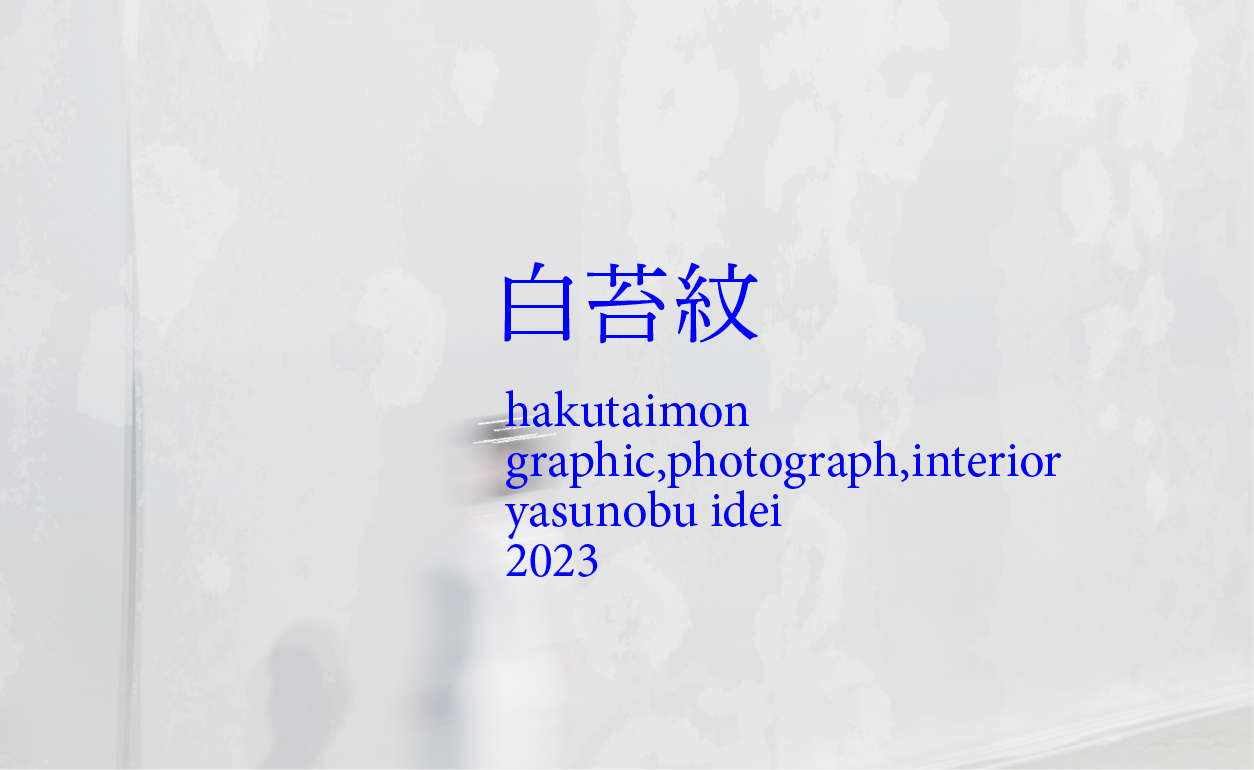 白苔紋
hakutaimon
graphic,photograph,interior
yasunobu idei
2023